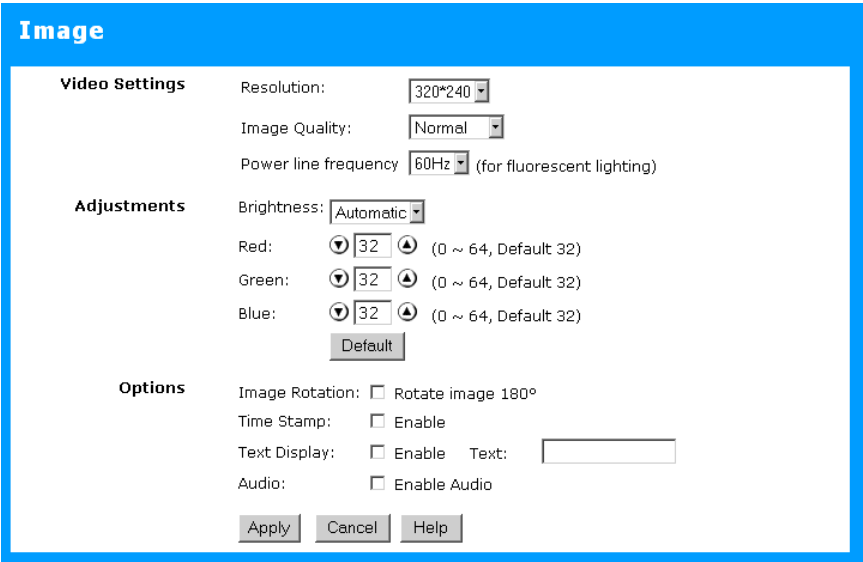 Image
Video Settings
Resolution: 320*240
Image Quality: Normal
Power line frequency 60Hz (for fluorescent lighting)
Adjustments
Brightness: Automatic
Red: 32 (0 ~ 64, Default 32)
Green: 32 (0 ~ 64, Default 32)
Blue: 32 (0 ~ 64, Default 32)
Default
Options
Image Rotation: Rotate image 180º
Time Stamp: Enable
Text Display: Enable Text:
Audio: Enable Audio
Apply Cancel Help